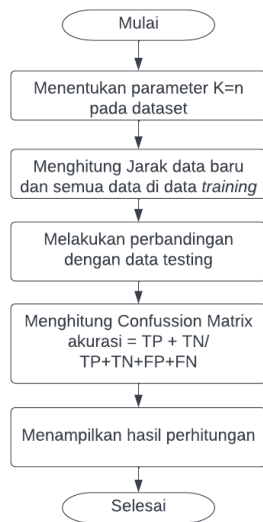 Mulai
Menentukan parameter K=n
pada dataset
Menghitung Jarak data baru
dan semua data di data training
Melakukan perbandingan
dengan data testing
Menghitung Confussion Matrix
akurasi = TP + TN/
TP+TN+FP+FN
Menampilkan hasil perhitungan
Selesai